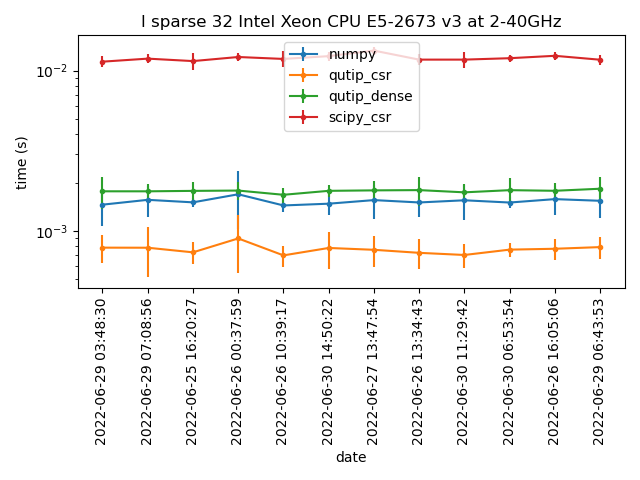 I sparse 32 Intel Xeon CPU E5-2673 v3 at 2-40GHz
numpy
qutip_csr
qutip_dense
scipy_csr
time (s)
10⁻²
10⁻³
2022-06-29 03:48:30
2022-06-29 07:08:56
2022-06-25 16:20:27
2022-06-26 00:37:59
2022-06-26 10:39:17
2022-06-30 14:50:22
2022-06-27 13:47:54
2022-06-26 13:34:43
2022-06-30 11:29:42
2022-06-30 06:53:54
2022-06-26 16:05:06
2022-06-29 06:43:53
date